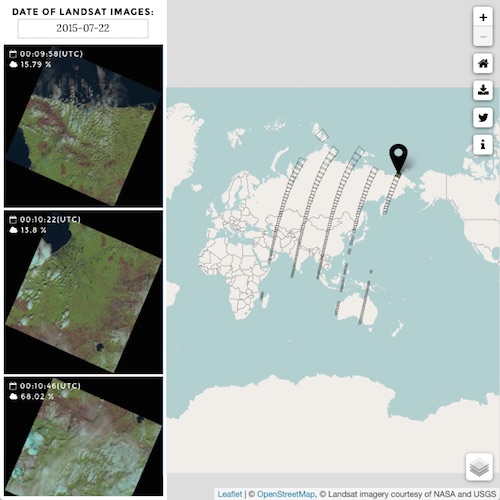 DATE OF LANDSAT IMAGES:
2015-07-22
00:09:58(UTC)
15.79 %
00:10:22(UTC)
13.8 %
00:10:46(UTC)
68.02 %
+
−
i
Leaflet | © OpenStreetMap, © Landsat imagery courtesy of NASA and USGS